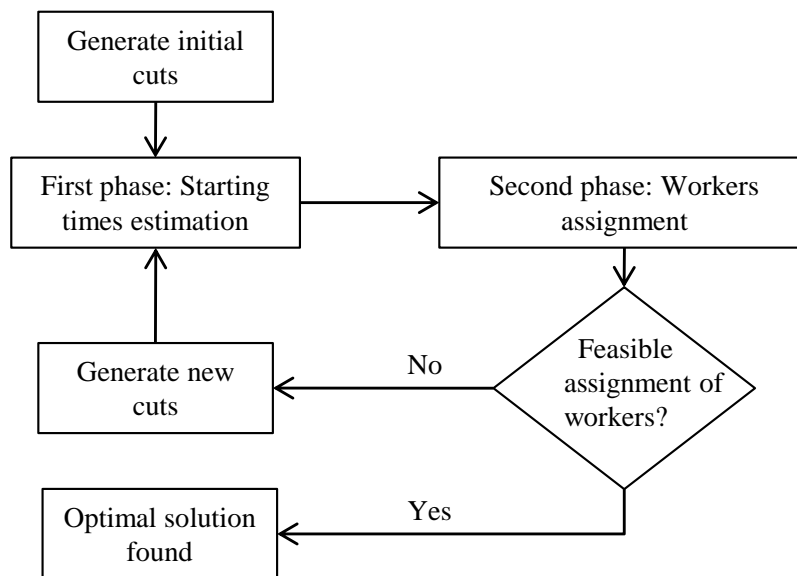 Generate initial
cuts
First phase: Starting
times estimation
Second phase: Workers
assignment
Generate new
cuts
No
Feasible
assignment of
workers?
Optimal solution
found
Yes